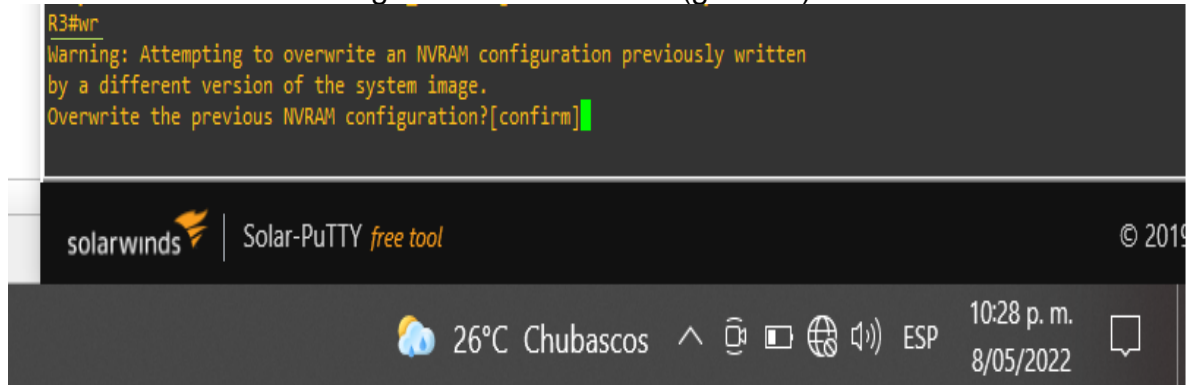 R3#wr
Warning: Attempting to overwrite an NVRAM configuration previously written
by a different version of the system image.
Overwrite the previous NVRAM configuration?[confirm]
solarwinds Solar-PuTTY free tool © 2019
26°C Chubascos ESP 10:28 p. m.
8/05/2022